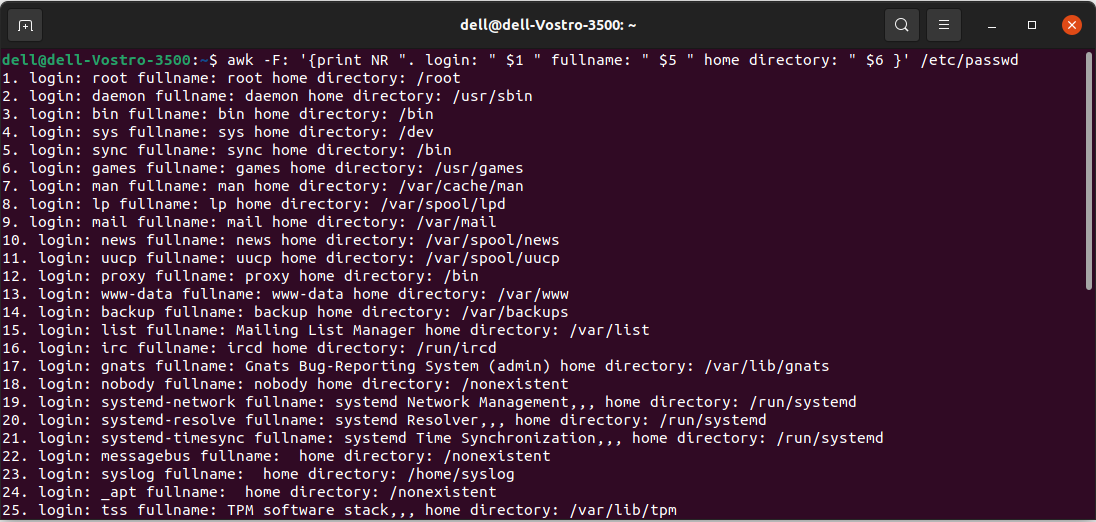 dell@dell-Vostro-3500: ~
dell@dell-Vostro-3500:~$ awk -F: '{print NR ". login: " $1 " fullname: " $5 " home directory: " $6 }' /etc/passwd
1. login: root fullname: root home directory: /root
2. login: daemon fullname: daemon home directory: /usr/sbin
3. login: bin fullname: bin home directory: /bin
4. login: sys fullname: sys home directory: /dev
5. login: sync fullname: sync home directory: /bin
6. login: games fullname: games home directory: /usr/games
7. login: man fullname: man home directory: /var/cache/man
8. login: lp fullname: lp home directory: /var/spool/lpd
9. login: mail fullname: mail home directory: /var/mail
10. login: news fullname: news home directory: /var/spool/news
11. login: uucp fullname: uucp home directory: /var/spool/uucp
12. login: proxy fullname: proxy home directory: /bin
13. login: www-data fullname: www-data home directory: /var/www
14. login: backup fullname: backup home directory: /var/backups
15. login: list fullname: Mailing List Manager home directory: /var/list
16. login: irc fullname: ircd home directory: /run/ircd
17. login: gnats fullname: Gnats Bug-Reporting System (admin) home directory: /var/lib/gnats
18. login: nobody fullname: nobody home directory: /nonexistent
19. login: systemd-network fullname: systemd Network Management,,, home directory: /run/systemd
20. login: systemd-resolve fullname: systemd Resolver,,, home directory: /run/systemd
21. login: systemd-timesync fullname: systemd Time Synchronization,,, home directory: /run/systemd
22. login: messagebus fullname:  home directory: /nonexistent
23. login: syslog fullname:  home directory: /home/syslog
24. login: _apt fullname:  home directory: /nonexistent
25. login: tss fullname: TPM software stack,,, home directory: /var/lib/tpm